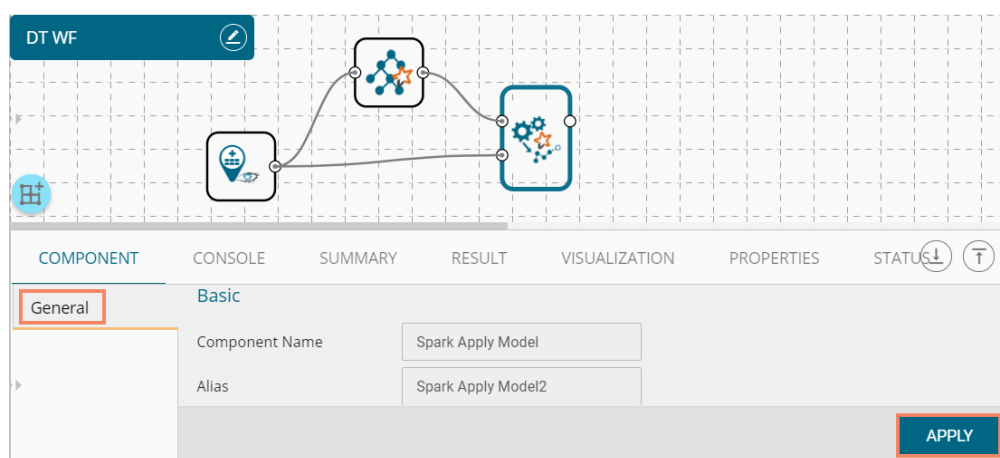 DT WF
COMPONENT CONSOLE SUMMARY RESULT VISUALIZATION PROPERTIES STATUS
General
Basic
Component Name Spark Apply Model
Alias Spark Apply Model2
APPLY